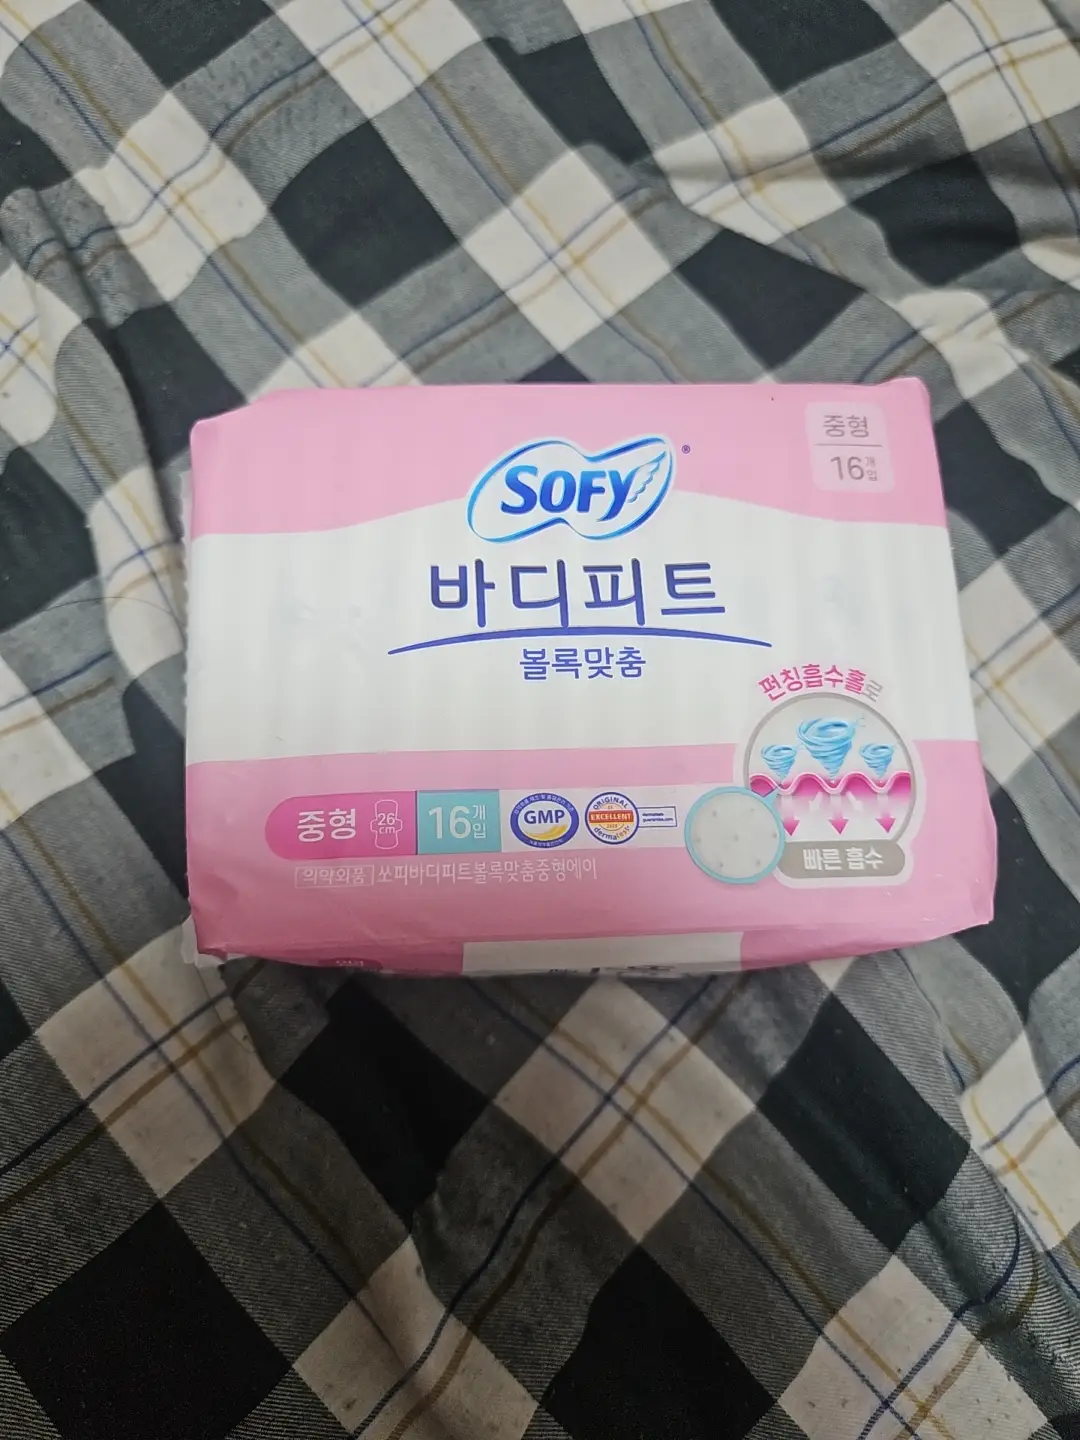 중형
16개입
SOFY®
바디피트
볼록맞춤
펀칭흡수홀로
중형 26cm 16개입
GMP
ORIGINAL
EXCELLENT
dermatest
빠른 흡수
의약외품 쏘피바디피트볼록맞춤중형에이